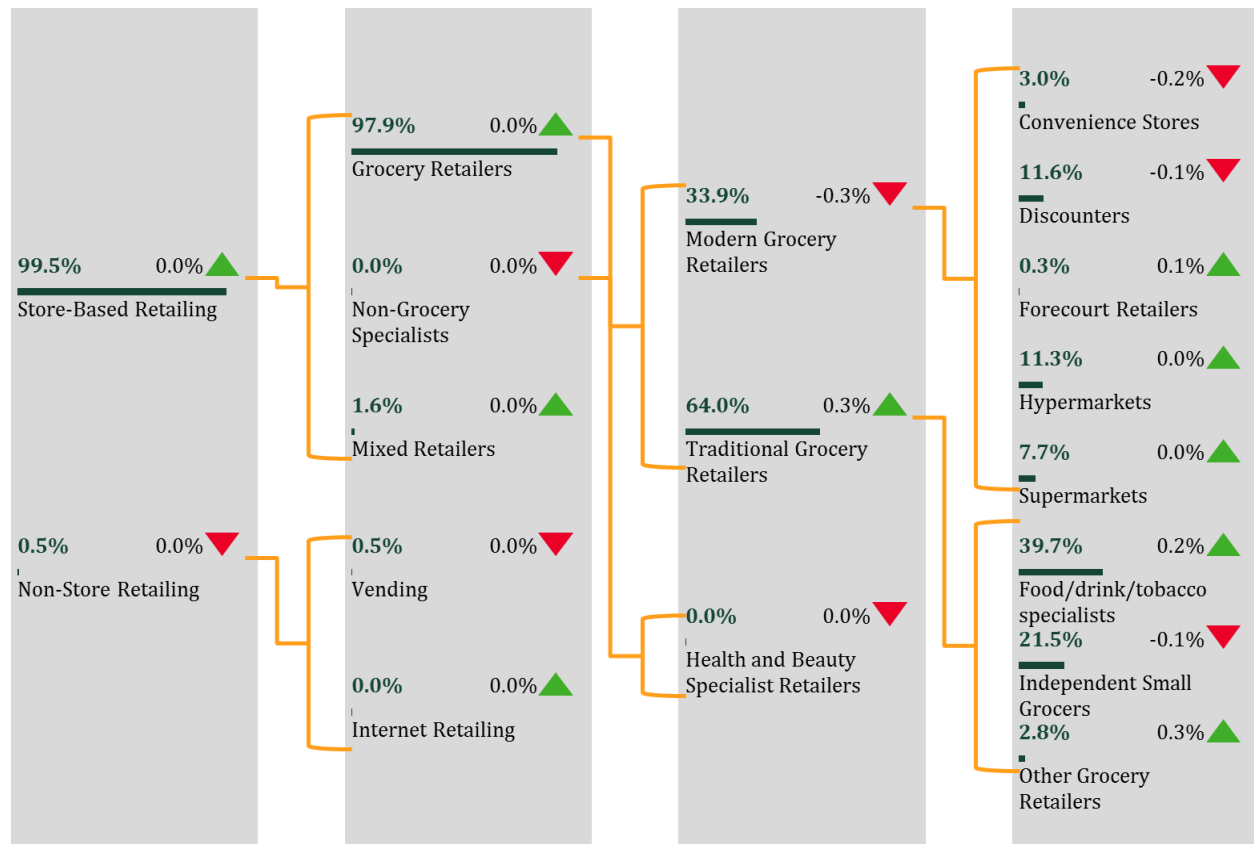 99.5% 0.0%
Store-Based Retailing
0.5% 0.0%
Non-Store Retailing
97.9% 0.0%
Grocery Retailers
0.0% 0.0%
Non-Grocery
Specialists
1.6% 0.0%
Mixed Retailers
0.5% 0.0%
Vending
0.0% 0.0%
Internet Retailing
33.9% -0.3%
Modern Grocery
Retailers
64.0% 0.3%
Traditional Grocery
Retailers
0.0% 0.0%
Health and Beauty
Specialist Retailers
3.0% -0.2%
Convenience Stores
11.6% -0.1%
Discounters
0.3% 0.1%
Forecourt Retailers
11.3% 0.0%
Hypermarkets
7.7% 0.0%
Supermarkets
39.7% 0.2%
Food/drink/tobacco
specialists
21.5% -0.1%
Independent Small
Grocers
2.8% 0.3%
Other Grocery
Retailers